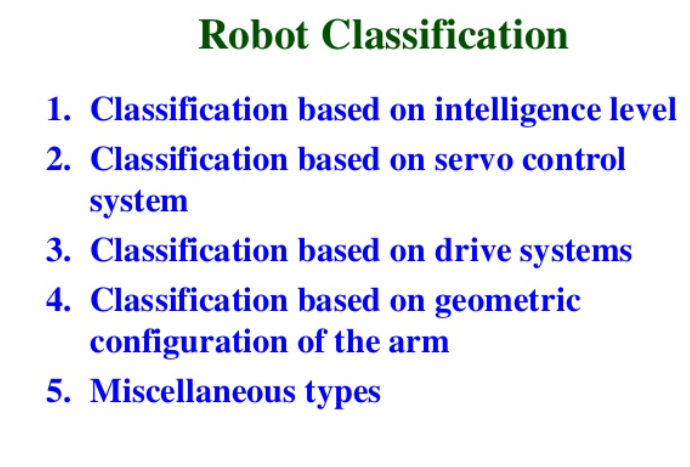 Robot Classification
1. Classification based on intelligence level
2. Classification based on servo control
system
3. Classification based on drive systems
4. Classification based on geometric
configuration of the arm
5. Miscellaneous types